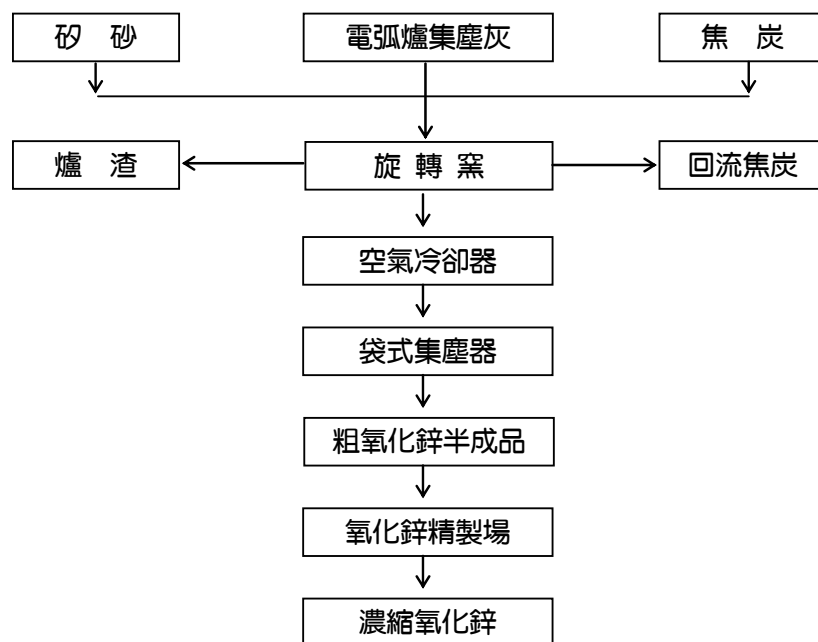 矽 砂
電弧爐集塵灰
焦 炭
爐 渣
旋 轉 窯
回流焦炭
空氣冷卻器
袋式集塵器
粗氧化鋅半成品
氧化鋅精製場
濃縮氧化鋅